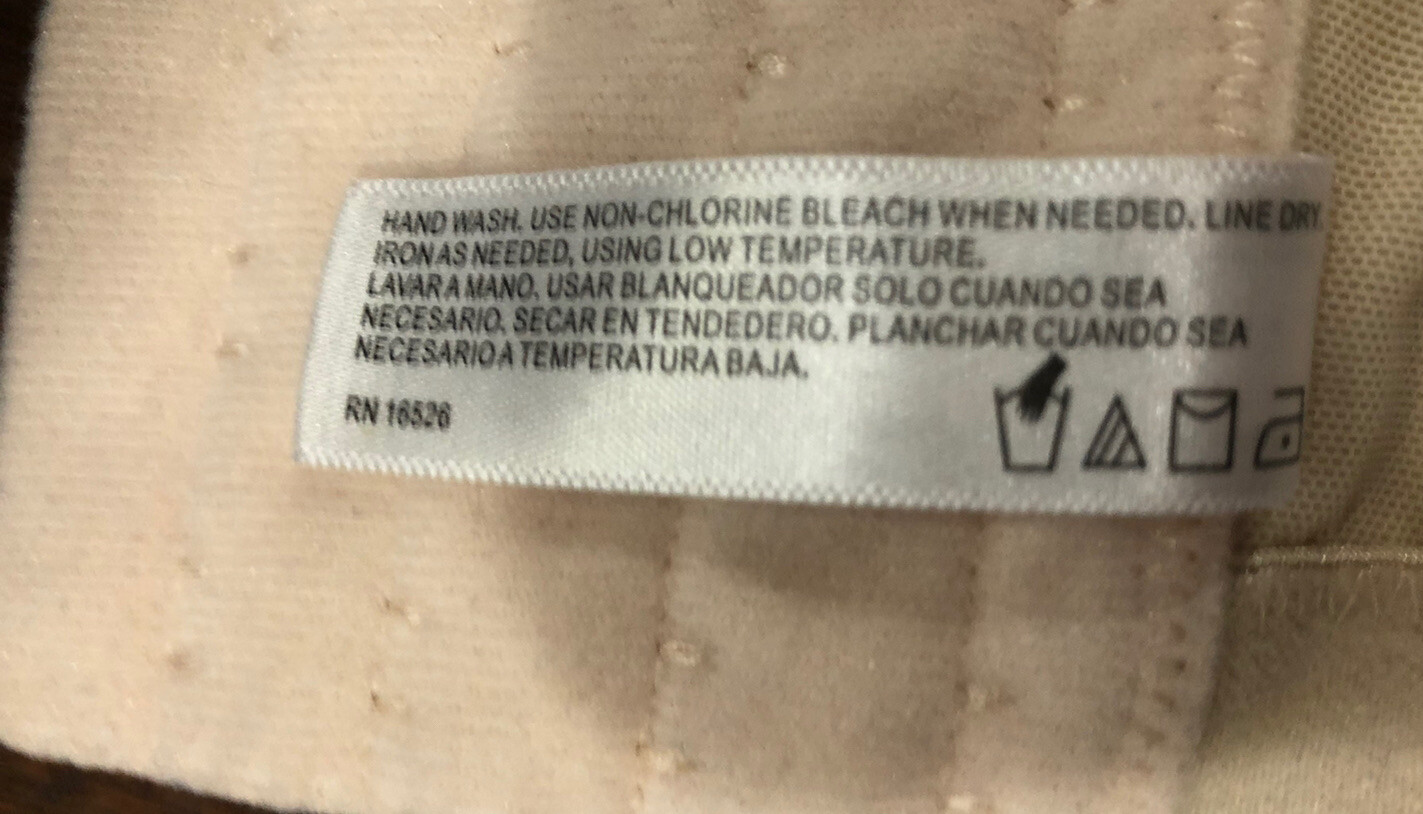 HAND WASH. USE NON-CHLORINE BLEACH WHEN NEEDED. LINE DRY.
IRON AS NEEDED, USING LOW TEMPERATURE.
LAVAR A MANO. USAR BLANQUEADOR SOLO CUANDO SEA
NECESARIO. SECAR EN TENDEDERO. PLANCHAR CUANDO SEA
NECESARIO A TEMPERATURA BAJA.
RN 16526